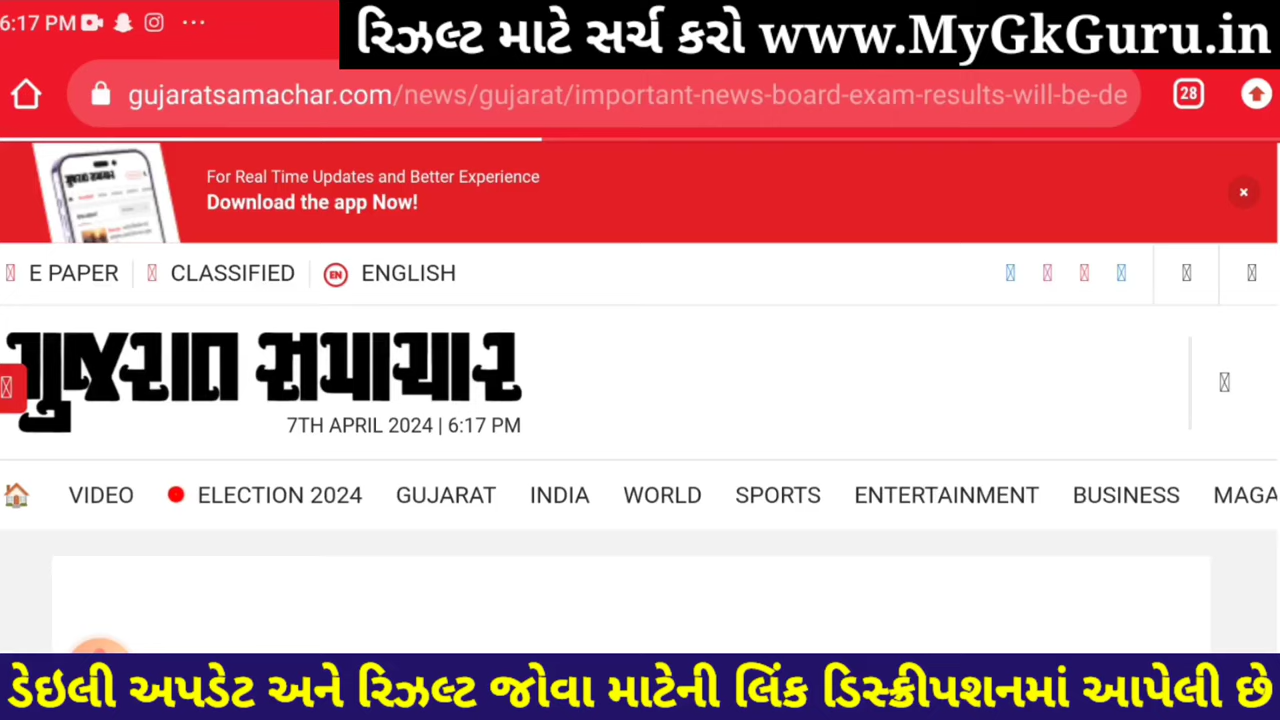 6:17 PM
રિઝલ્ટ માટે સર્ચ કરો www.MyGkGuru.in
gujaratsamachar.com/news/gujarat/important-news-board-exam-results-will-be-de
28
For Real Time Updates and Better Experience
Download the app Now!
E PAPER CLASSIFIED EN ENGLISH
ગુજરાત સમાચાર
7TH APRIL 2024 | 6:17 PM
VIDEO ELECTION 2024 GUJARAT INDIA WORLD SPORTS ENTERTAINMENT BUSINESS MAGA
ડેઇલી અપડેટ અને રિઝલ્ટ જોવા માટેની લિંક ડિસ્ક્રીપશનમાં આપેલી છે